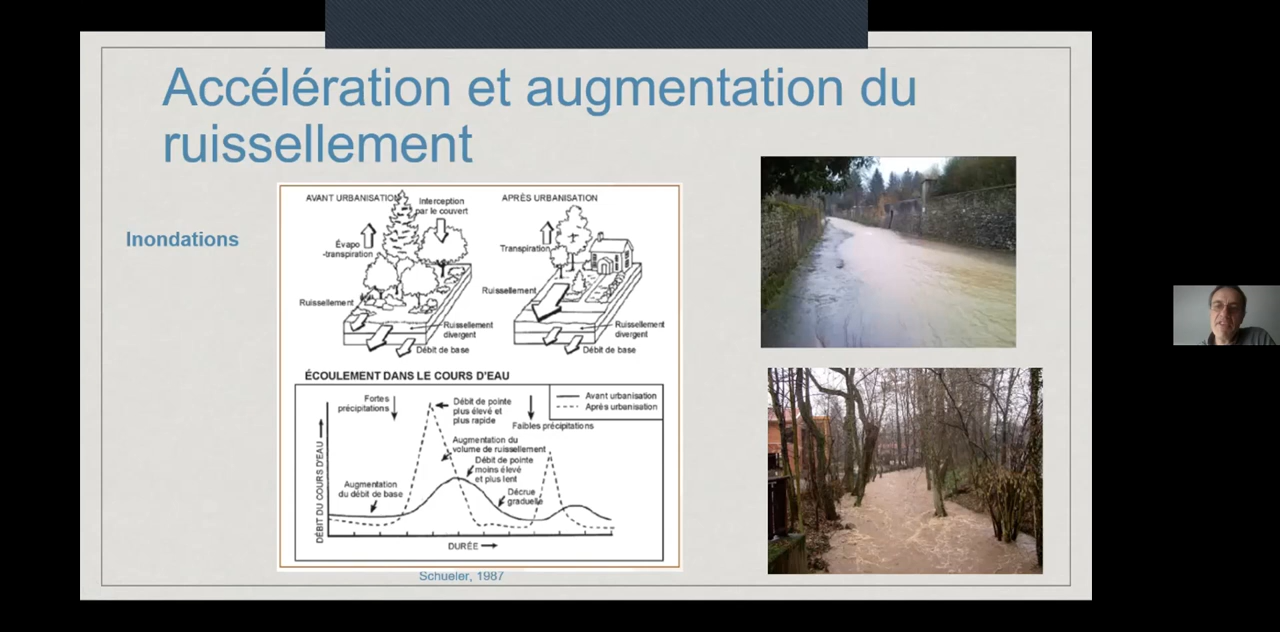 Accélération et augmentation du
ruissellement
Inondations
AVANT URBANISATION
Interception
par le couvert
Évapo
-transpiration
Ruissellement
Ruissellement
divergent
Débit de base
APRÈS URBANISATION
Transpiration
Ruissellement
Ruissellement
divergent
Débit de base
ÉCOULEMENT DANS LE COURS D'EAU
Avant urbanisation
Après urbanisation
Fortes
précipitations
Débit de pointe
plus élevé et
plus rapide
Faibles précipitations
Augmentation du
volume de ruissellement
Débit de pointe
moins élevé
et plus lent
Augmentation
du débit de base
Décrue
graduelle
DÉBIT DU COURS D'EAU
DURÉE
Schueler, 1987